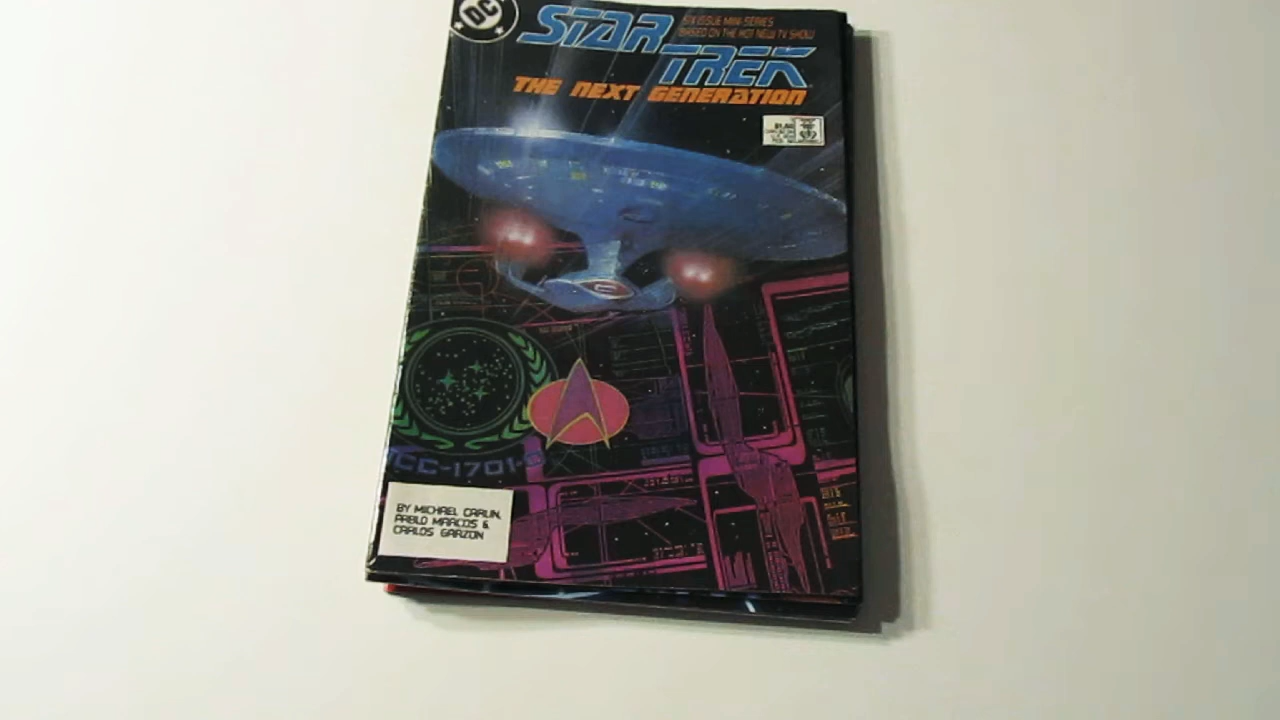 DC
STAR
TREK
SIX ISSUE MINI-SERIES
BASED ON THE HOT NEW TV SHOW
THE NEXT GENERATION
CC-1701-D
BY MICHAEL CARLIN,
PABLO MARCOS &
CARLOS GARZON